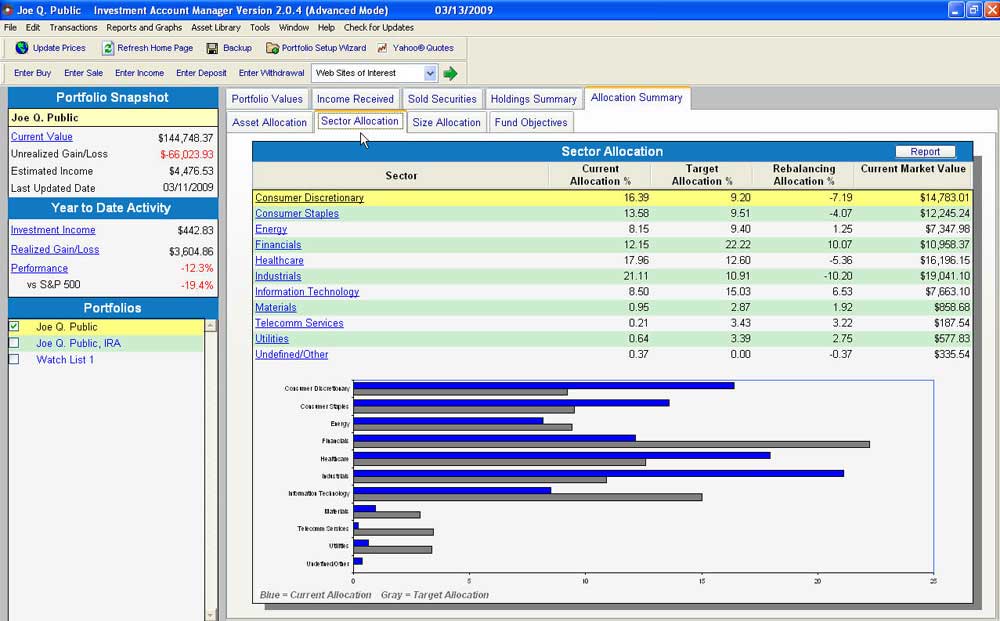 Joe Q. Public    Investment Account Manager Version 2.0.4 (Advanced Mode)    03/13/2009
File Edit Transactions Reports and Graphs Asset Library Tools Window Help Check for Updates
Update Prices Refresh Home Page Backup Portfolio Setup Wizard Yahoo® Quotes
Enter Buy Enter Sale Enter Income Enter Deposit Enter Withdrawal Web Sites of Interest
Portfolio Snapshot
Joe Q. Public
Current Value $144,748.37
Unrealized Gain/Loss $-66,023.93
Estimated Income $4,476.53
Last Updated Date 03/11/2009
Year to Date Activity
Investment Income $442.83
Realized Gain/Loss $3,604.86
Performance -12.3%
vs S&P 500 -19.4%
Portfolios
Joe Q. Public
Joe Q. Public, IRA
Watch List 1
Portfolio Values Income Received Sold Securities Holdings Summary Allocation Summary
Asset Allocation Sector Allocation Size Allocation Fund Objectives
Sector Allocation Report
Sector Current Allocation % Target Allocation % Rebalancing Allocation % Current Market Value
Consumer Discretionary 16.39 9.20 -7.19 $14,783.01
Consumer Staples 13.58 9.51 -4.07 $12,245.24
Energy 8.15 9.40 1.25 $7,347.98
Financials 12.15 22.22 10.07 $10,958.37
Healthcare 17.96 12.60 -5.36 $16,196.15
Industrials 21.11 10.91 -10.20 $19,041.10
Information Technology 8.50 15.03 6.53 $7,663.10
Materials 0.95 2.87 1.92 $858.68
Telecomm Services 0.21 3.43 3.22 $187.54
Utilities 0.64 3.39 2.75 $577.83
Undefined/Other 0.37 0.00 -0.37 $335.54
Consumer Discretionary
Consumer Staples
Energy
Financials
Healthcare
Industrials
Information Technology
Materials
Telecomm Services
Utilities
Undefined/Other
0 5 10 15 20 25
Blue = Current Allocation Gray = Target Allocation